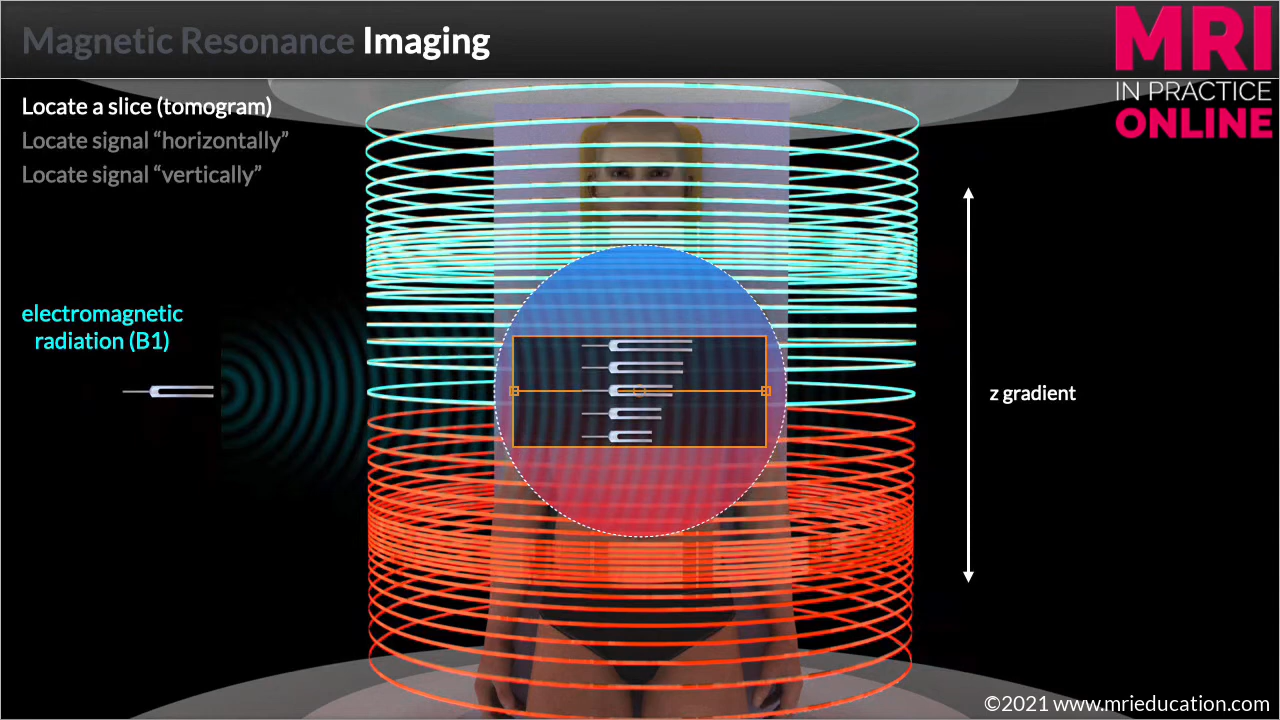 Magnetic Resonance Imaging
MRI
IN PRACTICE
ONLINE
Locate a slice (tomogram)
Locate signal “horizontally”
Locate signal “vertically”
electromagnetic
radiation (B1)
z gradient
©2021 www.mrieducation.com